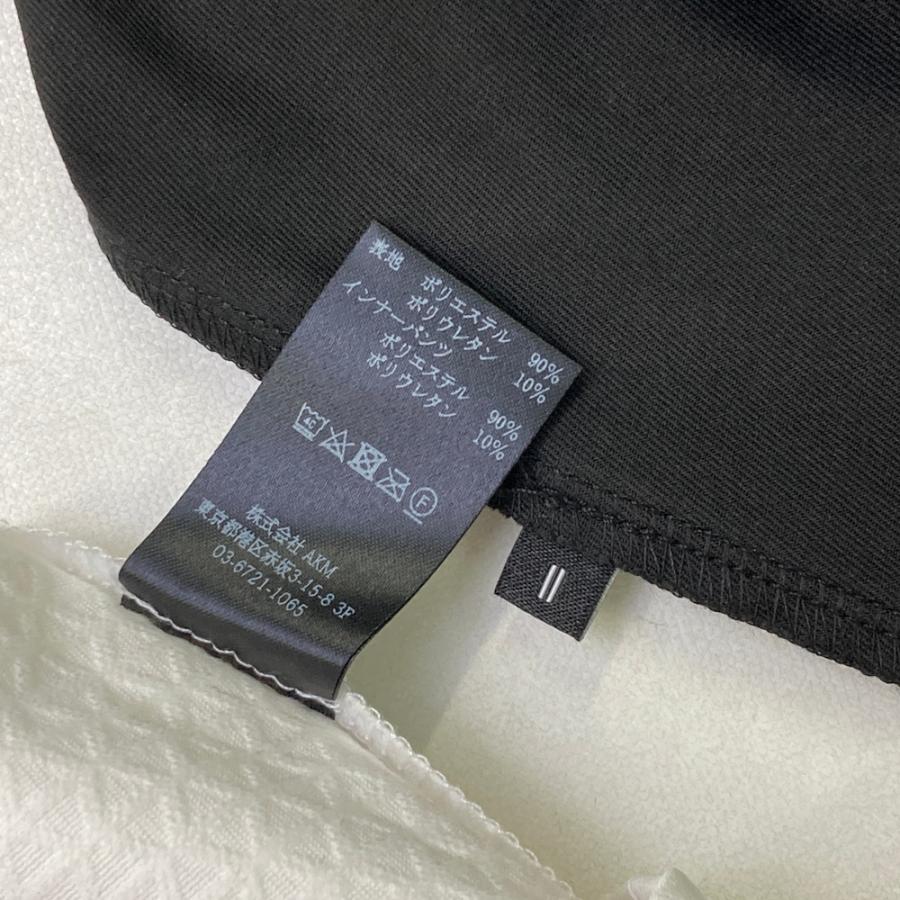 表地
ポリエステル 90%
ポリウレタン 10%
インナーパンツ
ポリエステル 90%
ポリウレタン 10%
4C
F
株式会社 AKM
東京都港区赤坂3-15-8 3F
03-6721-1065
II